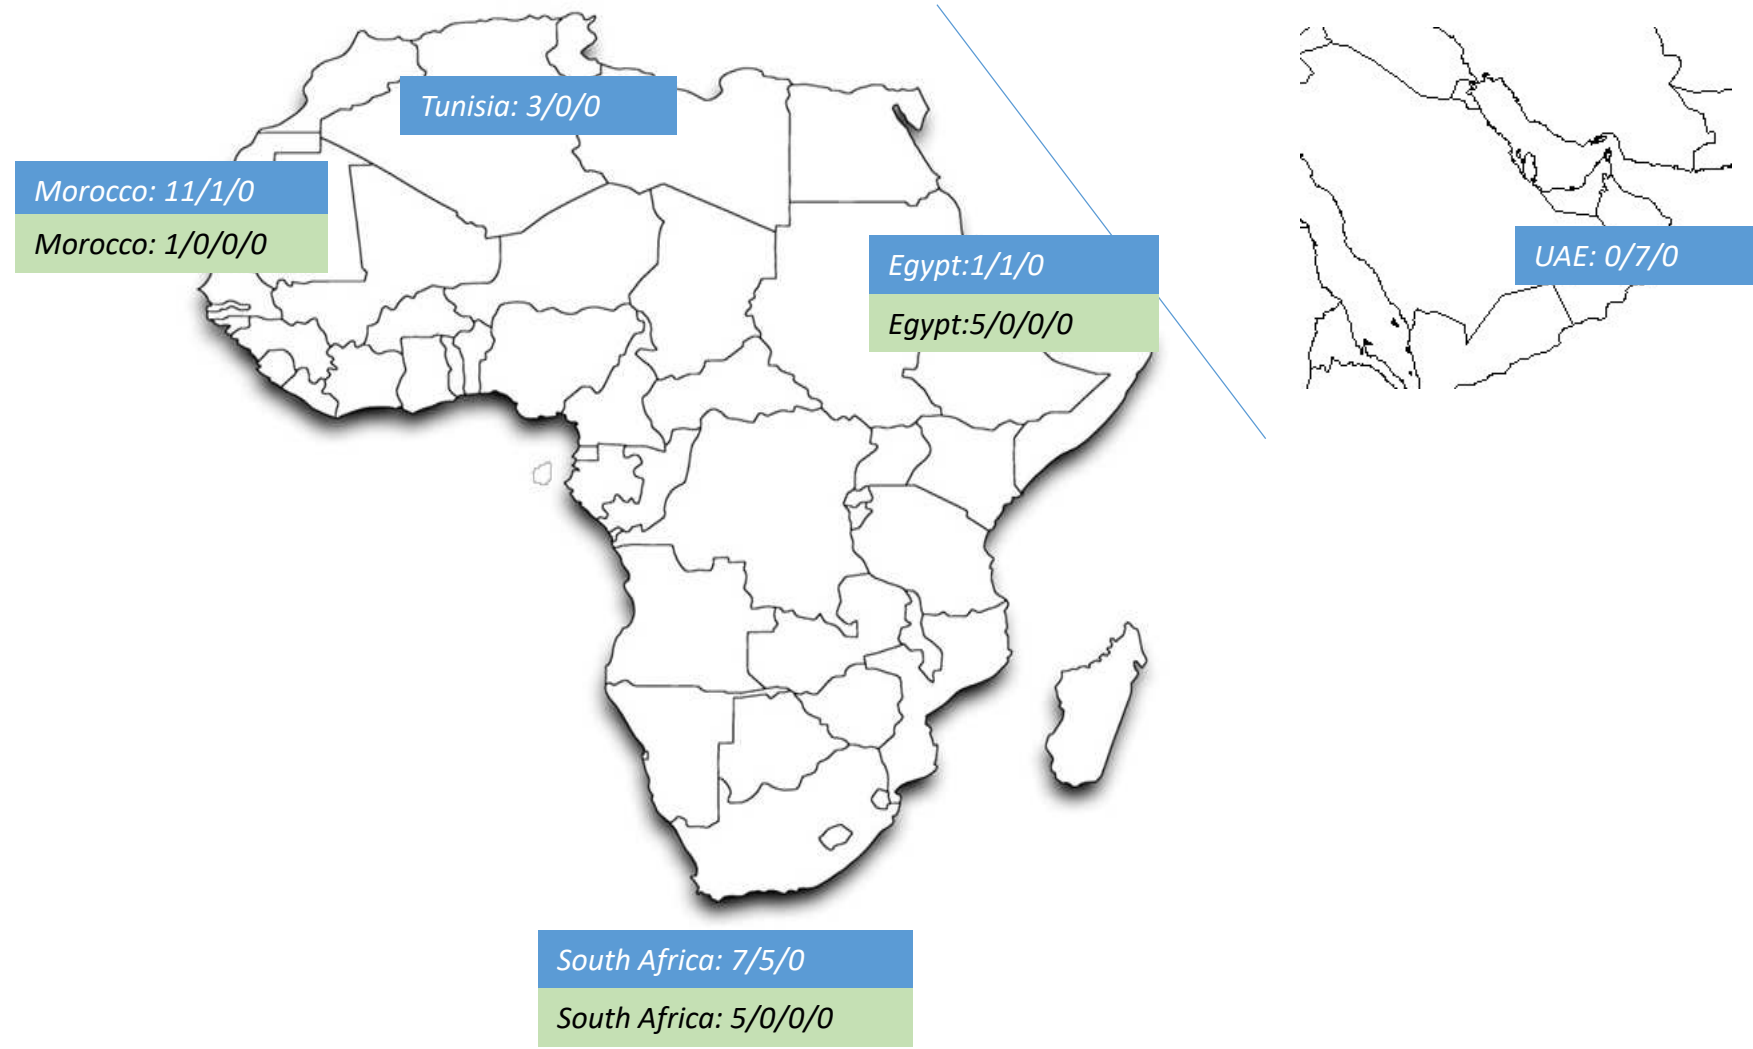 Tunisia: 3/0/0
Morocco: 11/1/0
Morocco: 1/0/0/0
Egypt:1/1/0
Egypt:5/0/0/0
UAE: 0/7/0
South Africa: 7/5/0
South Africa: 5/0/0/0